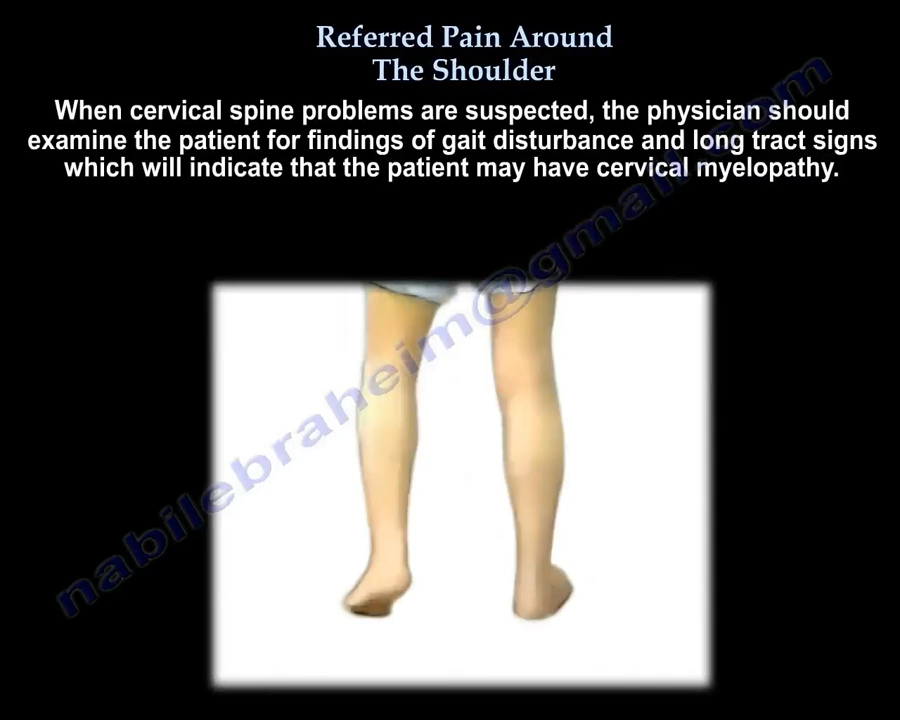 Referred Pain Around
The Shoulder
When cervical spine problems are suspected, the physician should
examine the patient for findings of gait disturbance and long tract signs
which will indicate that the patient may have cervical myelopathy.
nabilebraheim@gmail.com